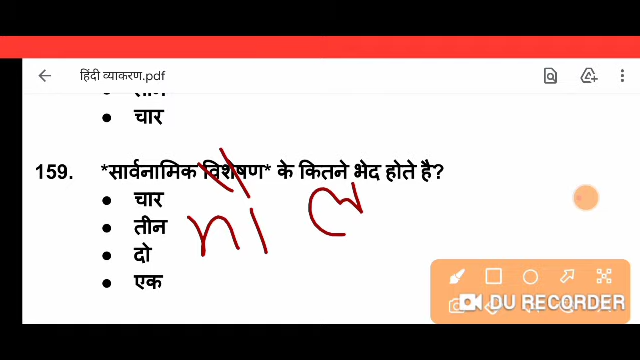 हिंदी व्याकरण.pdf
● चार
159. *सार्वनामिक विशेषण* के कितने भेद होते है?
● चार
● तीन
● दो
● एक
DU RECORDER